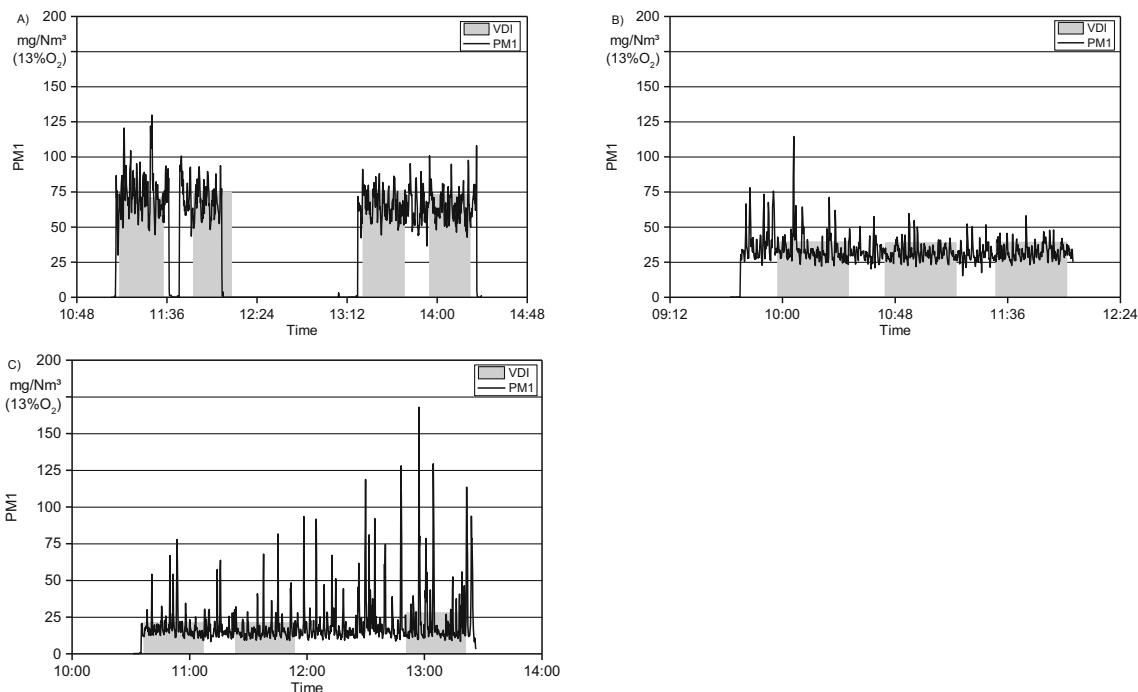 A)
200
mg/Nm³
(13%O₂)
150
125
100
75
50
25
0
PM1
VDI
PM1
10:48 11:36 12:24 13:12 14:00 14:48
Time
B)
200
mg/Nm³
(13%O₂)
150
125
100
75
50
25
0
PM1
VDI
PM1
09:12 10:00 10:48 11:36 12:24
Time
C)
200
mg/Nm³
(13%O₂)
150
125
100
75
50
25
0
PM1
VDI
PM1
10:00 11:00 12:00 13:00 14:00
Time